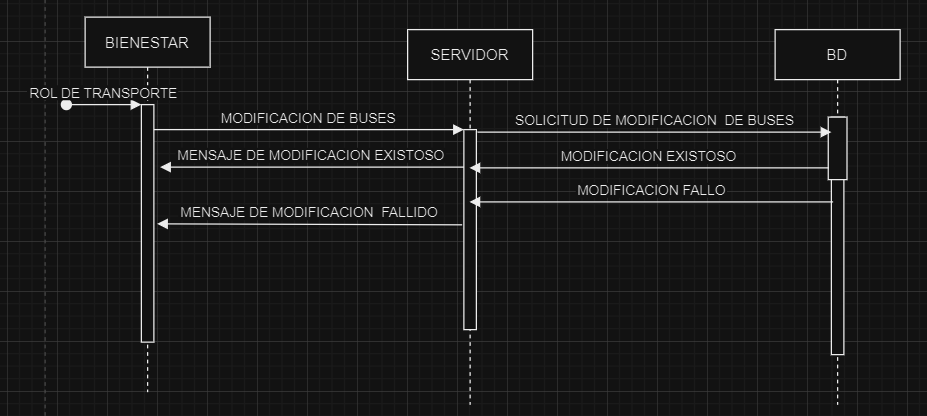 BIENESTAR
SERVIDOR
BD
ROL DE TRANSPORTE
MODIFICACION DE BUSES
SOLICITUD DE MODIFICACION DE BUSES
MENSAJE DE MODIFICACION EXISTOSO
MODIFICACION EXISTOSO
MODIFICACION FALLO
MENSAJE DE MODIFICACION FALLIDO